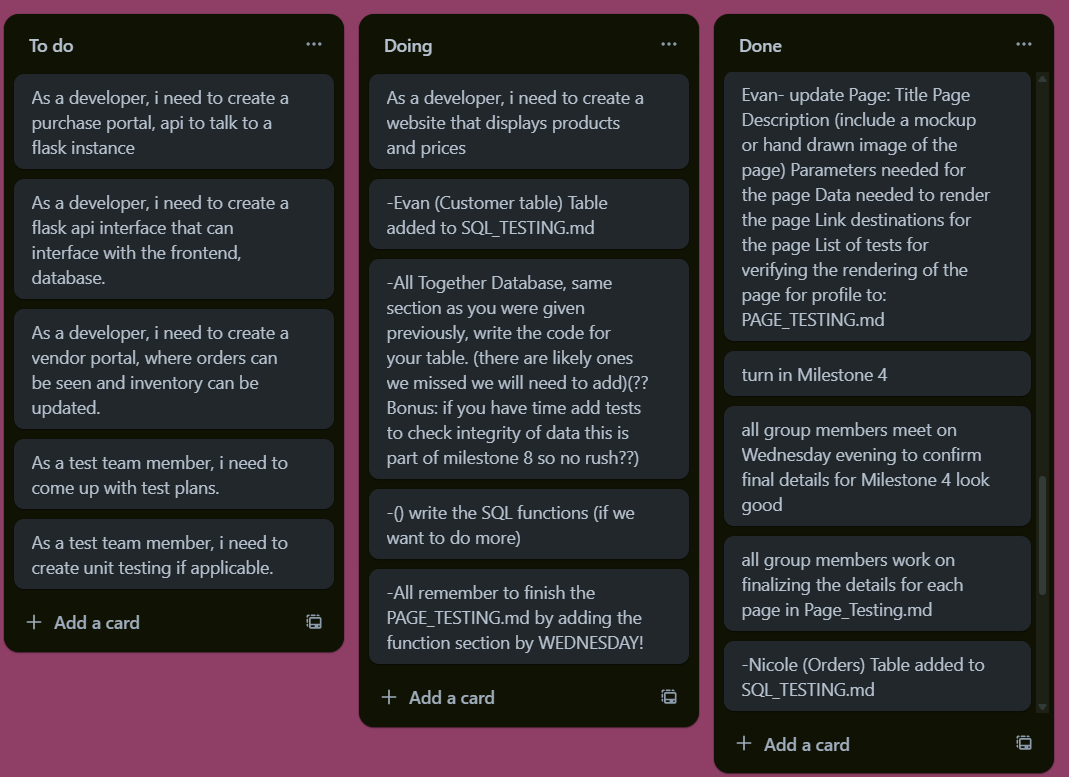 To do
As a developer, i need to create a
purchase portal, api to talk to a
flask instance
As a developer, i need to create a
flask api interface that can
interface with the frontend,
database.
As a developer, i need to create a
vendor portal, where orders can
be seen and inventory can be
updated.
As a test team member, i need to
come up with test plans.
As a test team member, i need to
create unit testing if applicable.
Add a card
Doing
As a developer, i need to create a
website that displays products
and prices
-Evan (Customer table) Table
added to SQL_TESTING.md
-All Together Database, same
section as you were given
previously, write the code for
your table. (there are likely ones
we missed we will need to add)(??
Bonus: if you have time add tests
to check integrity of data this is
part of milestone 8 so no rush??)
-() write the SQL functions (if we
want to do more)
-All remember to finish the
PAGE_TESTING.md by adding the
function section by WEDNESDAY!
Add a card
Done
Evan- update Page: Title Page
Description (include a mockup
or hand drawn image of the
page) Parameters needed for
the page Data needed to render
the page Link destinations for
the page List of tests for
verifying the rendering of the
page for profile to:
PAGE_TESTING.md
turn in Milestone 4
all group members meet on
Wednesday evening to confirm
final details for Milestone 4 look
good
all group members work on
finalizing the details for each
page in Page_Testing.md
-Nicole (Orders) Table added to
SQL_TESTING.md
Add a card